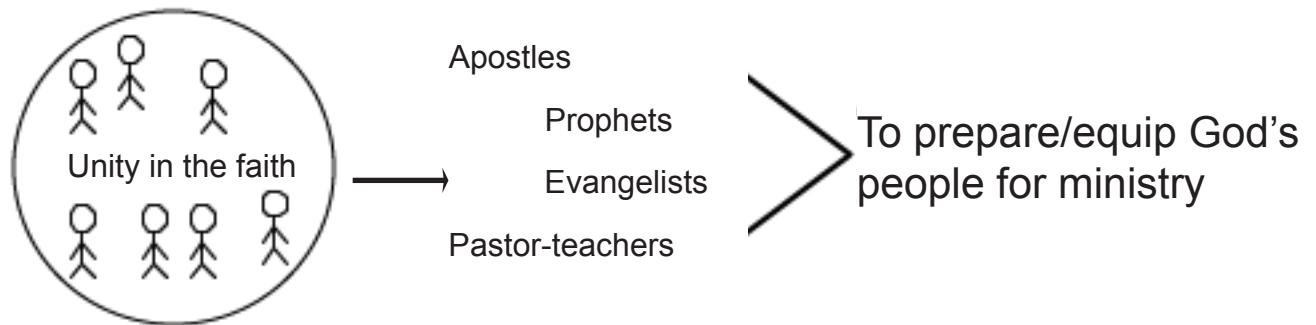 Unity in the faith
Apostles
Prophets
Evangelists
Pastor-teachers
To prepare/equip God's
people for ministry